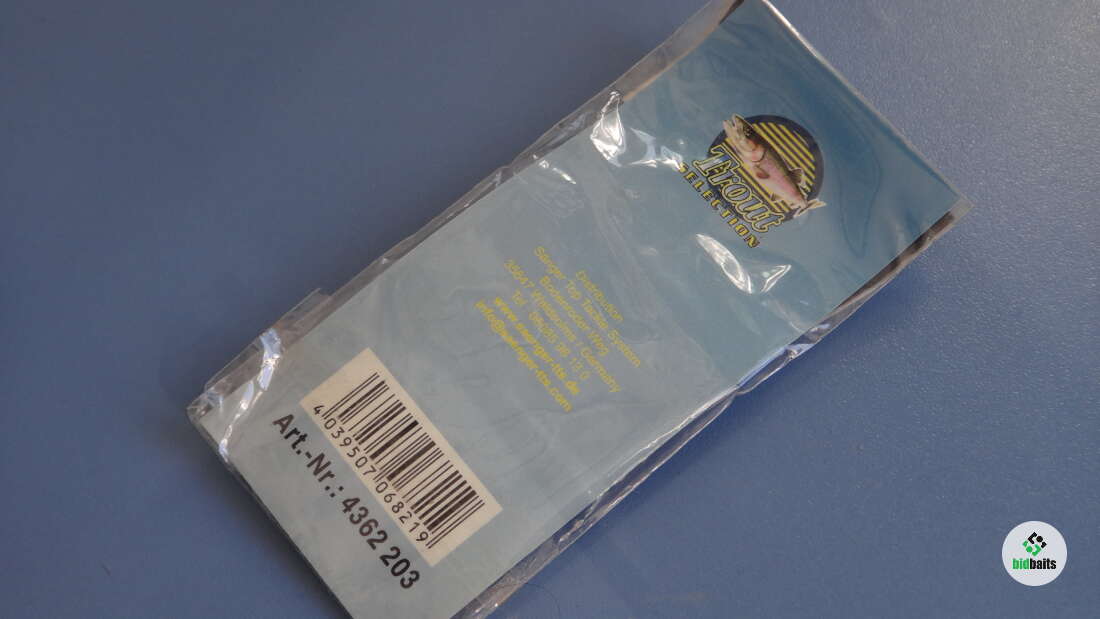 Trout
SELECTION
Distribution
Sänger Top Tackle System
Bodenroder Weg
35647 Waldsolms / Germany
www.saenger-tts.de
info@saenger-tts.com
4 039507 068219
Art.-Nr.: 4362 203
bidbaits